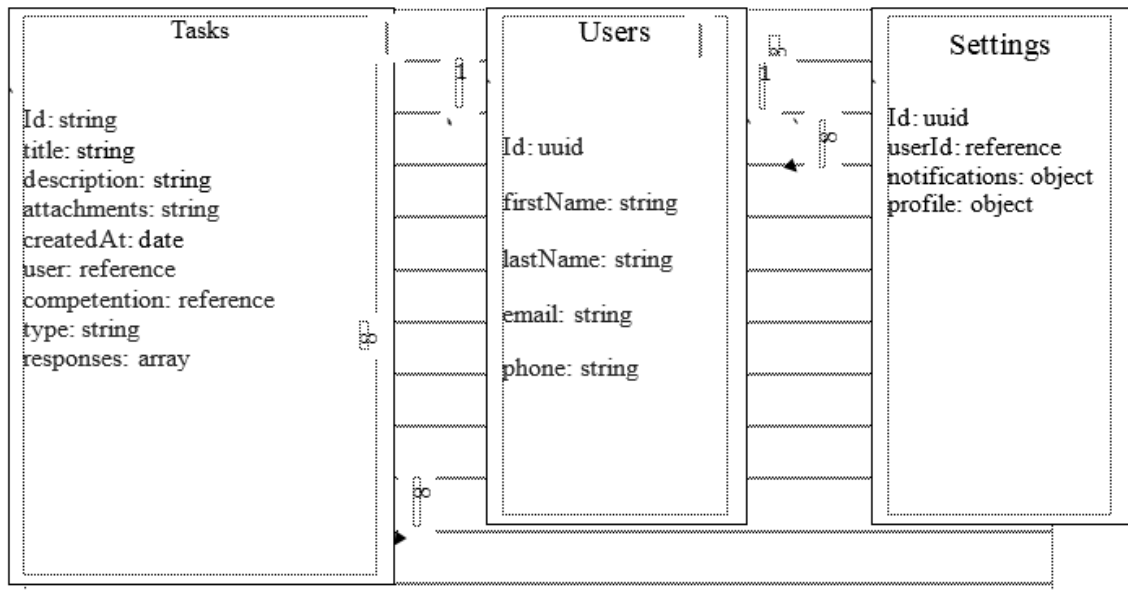 Tasks
Id: string
title: string
description: string
attachments: string
createdAt: date
user: reference
competention: reference
type: string
responses: array
∞
∞
1
Users
Id: uuid
firstName: string
lastName: string
email: string
phone: string
1
∞
Settings
Id: uuid
userId: reference
notifications: object
profile: object